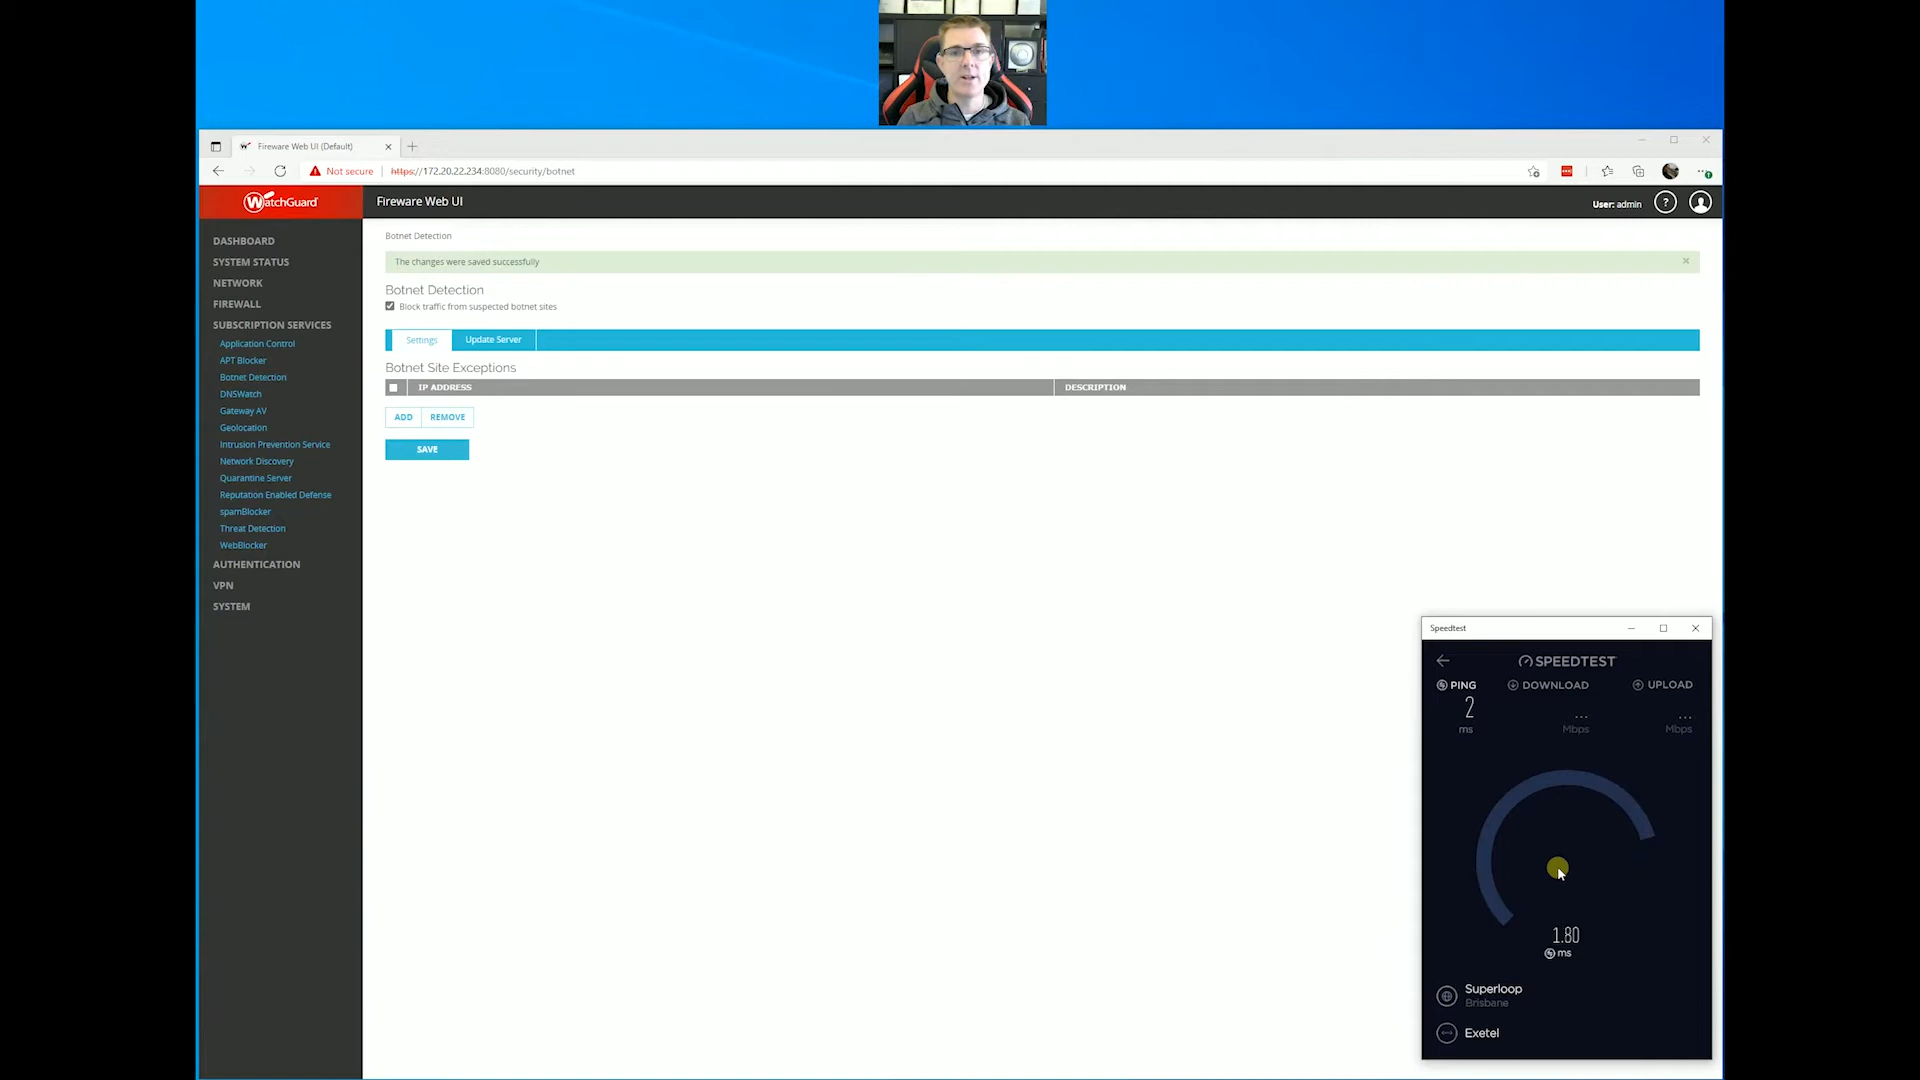 Fireware Web UI (Default)
Not secure
https://172.20.22.234:8080/security/botnet
WatchGuard
Fireware Web UI
User: admin
?
DASHBOARD
SYSTEM STATUS
NETWORK
FIREWALL
SUBSCRIPTION SERVICES
Application Control
APT Blocker
Botnet Detection
DNSWatch
Gateway AV
Geolocation
Intrusion Prevention Service
Network Discovery
Quarantine Server
Reputation Enabled Defense
spamBlocker
Threat Detection
WebBlocker
AUTHENTICATION
VPN
SYSTEM
Botnet Detection
The changes were saved successfully
Botnet Detection
Block traffic from suspected botnet sites
Settings
Update Server
Botnet Site Exceptions
IP ADDRESS
DESCRIPTION
ADD
REMOVE
SAVE
Speedtest
SPEEDTEST
PING
DOWNLOAD
UPLOAD
2
...
...
ms
Mbps
Mbps
1.80
ms
Superloop
Brisbane
Exetel